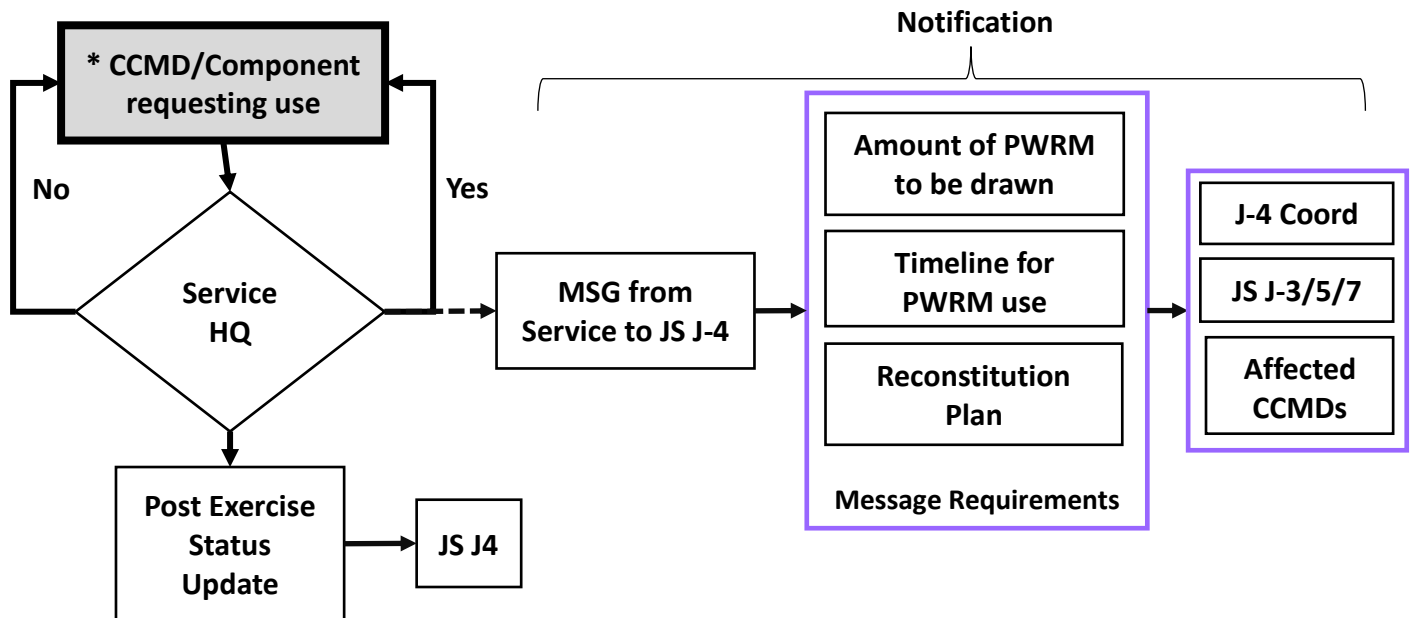 Notification
* CCMD/Component
requesting use
No
Yes
Service
HQ
MSG from
Service to JS J-4
Amount of PWRM
to be drawn
Timeline for
PWRM use
Reconstitution
Plan
Message Requirements
J-4 Coord
JS J-3/5/7
Affected
CCMDs
Post Exercise
Status
Update
JS J4